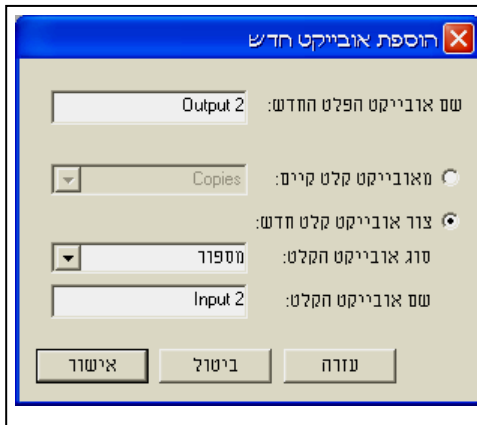 הוספת אובייקט חדש
שם אובייקט הפלט החדש: Output 2
מאובייקט קלט קיים: Copies
צור אובייקט קלט חדש:
סוג אובייקט הקלט: מספור
שם אובייקט הקלט: Input 2
עזרה ביטול אישור